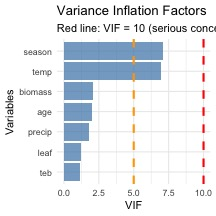 Variance Inflation Factors
Red line: VIF = 10 (serious conce
season
temp
biomass
age
precip
leaf
teb
Variables
0.0 2.5 5.0 7.5 10.0
VIF